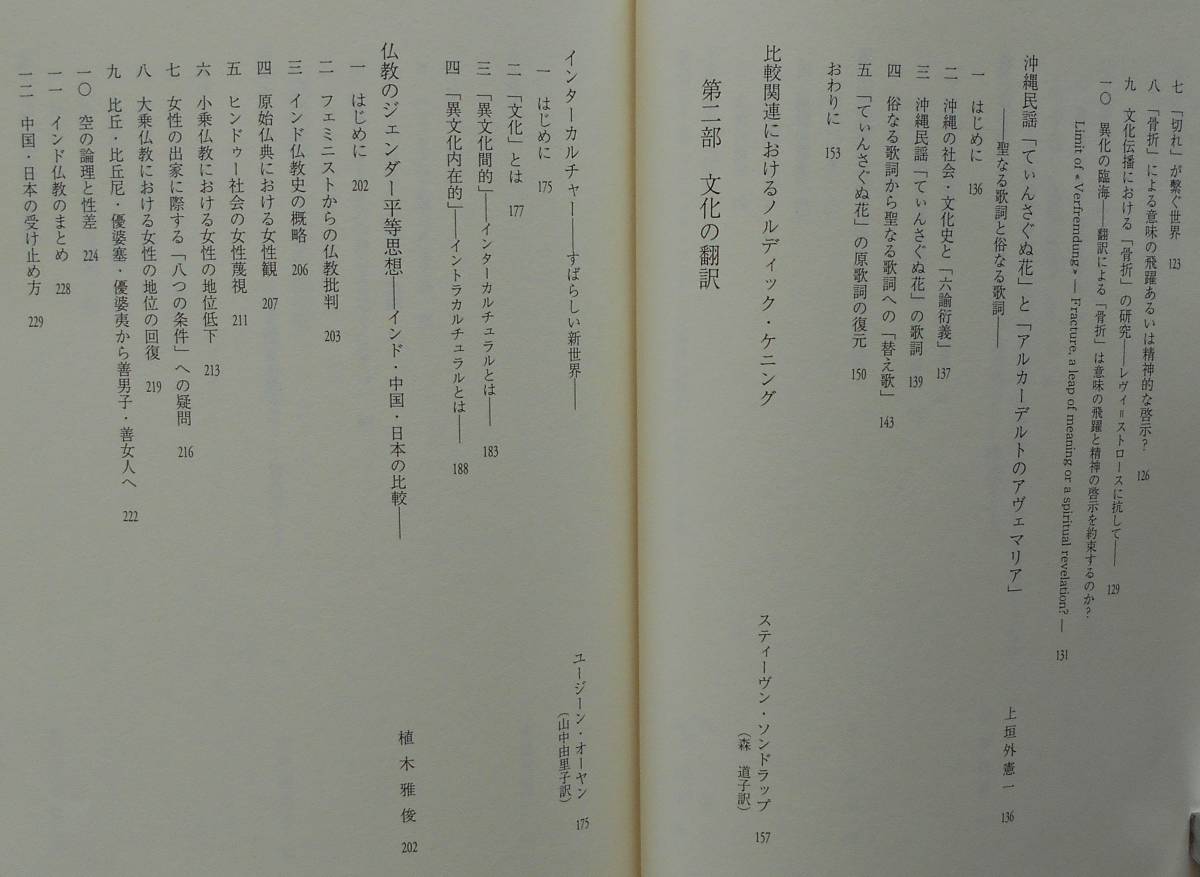 七　「切れ」が繋ぐ世界　123
八　「骨折」による意味の飛躍あるいは精神的な啓示？　126
九　文化伝播における「骨折」の研究――レヴィ＝ストロースに抗して――　129
一〇　異化の臨海――翻訳による「骨折」は意味の飛躍と精神の啓示を約束するのか？
Limit of «Verfremdung» ― Fracture, a leap of meaning or a spiritual revelation? ―　131
沖縄民謡「てぃんさぐぬ花」と「アルカーデルトのアヴェマリア」
――聖なる歌詞と俗なる歌詞――　上垣外憲一　136
一　はじめに　136
二　沖縄の社会・文化史と「六諭衍義」　137
三　沖縄民謡「てぃんさぐぬ花」の歌詞　139
四　俗なる歌詞から聖なる歌詞への「替え歌」　143
五　「てぃんさぐぬ花」の原歌詞の復元　150
おわりに　153
比較関連におけるノルディック・ケニング　スティーヴン・ソンドラップ　157
（森　道子訳）
第二部　文化の翻訳
インターカルチャー――すばらしい新世界――　ユージーン・オーヤン　175
（山中由里子訳）
一　はじめに　175
二　「文化」とは　177
三　「異文化間的」――インターカルチュラルとは――　183
四　「異文化内在的」――イントラカルチュラルとは――　188
仏教のジェンダー平等思想――インド・中国・日本の比較――　植木雅俊　202
一　はじめに　202
二　フェミニストからの仏教批判　203
三　インド仏教史の概略　206
四　原始仏典における女性観　207
五　ヒンドゥー社会の女性蔑視　211
六　小乗仏教における女性の地位低下　213
七　女性の出家に際する「八つの条件」への疑問　216
八　大乗仏教における女性の地位の回復　219
九　比丘・比丘尼・優婆塞・優婆夷から善男子・善女人へ　222
一〇　空の論理と性差　224
一一　インド仏教のまとめ　228
一二　中国・日本の受け止め方　229